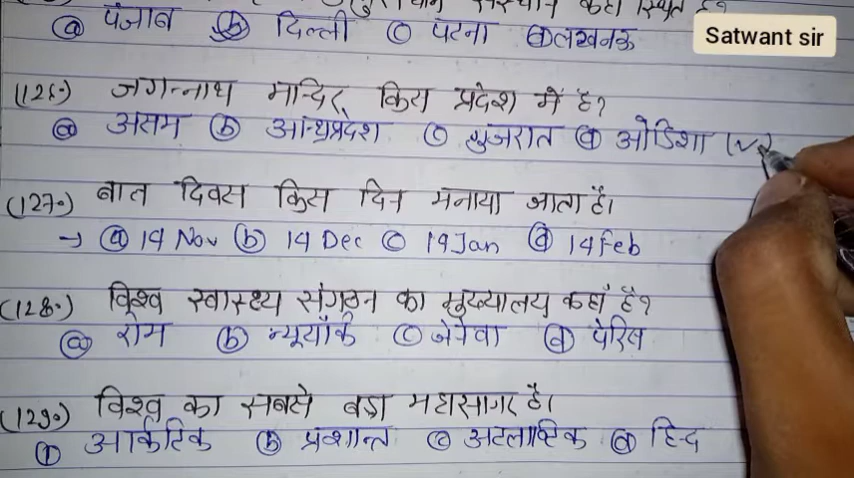 संस्थान कहाँ स्थित है?
ⓐ पंजाब ⓑ दिल्ली ⓒ पटना ⓓ लखनऊ
Satwant sir
(126.) जगन्नाथ मन्दिर किस प्रदेश में है?
ⓐ असम ⓑ आन्ध्रप्रदेश ⓒ गुजरात ⓓ ओडिशा (✓)
(127.) बाल दिवस किस दिन मनाया जाता है।
→ ⓐ 14 Nov ⓑ 14 Dec ⓒ 14 Jan ⓓ 14 Feb
(128.) विश्व स्वास्थ्य संगठन का मुख्यालय कहाँ है?
ⓐ रोम ⓑ न्यूयॉर्क ⓒ जेनेवा ⓓ पेरिस
(129.) विश्व का सबसे बड़ा महासागर है।
ⓐ आर्कटिक ⓑ प्रशान्त ⓒ अटलांटिक ⓓ हिन्द